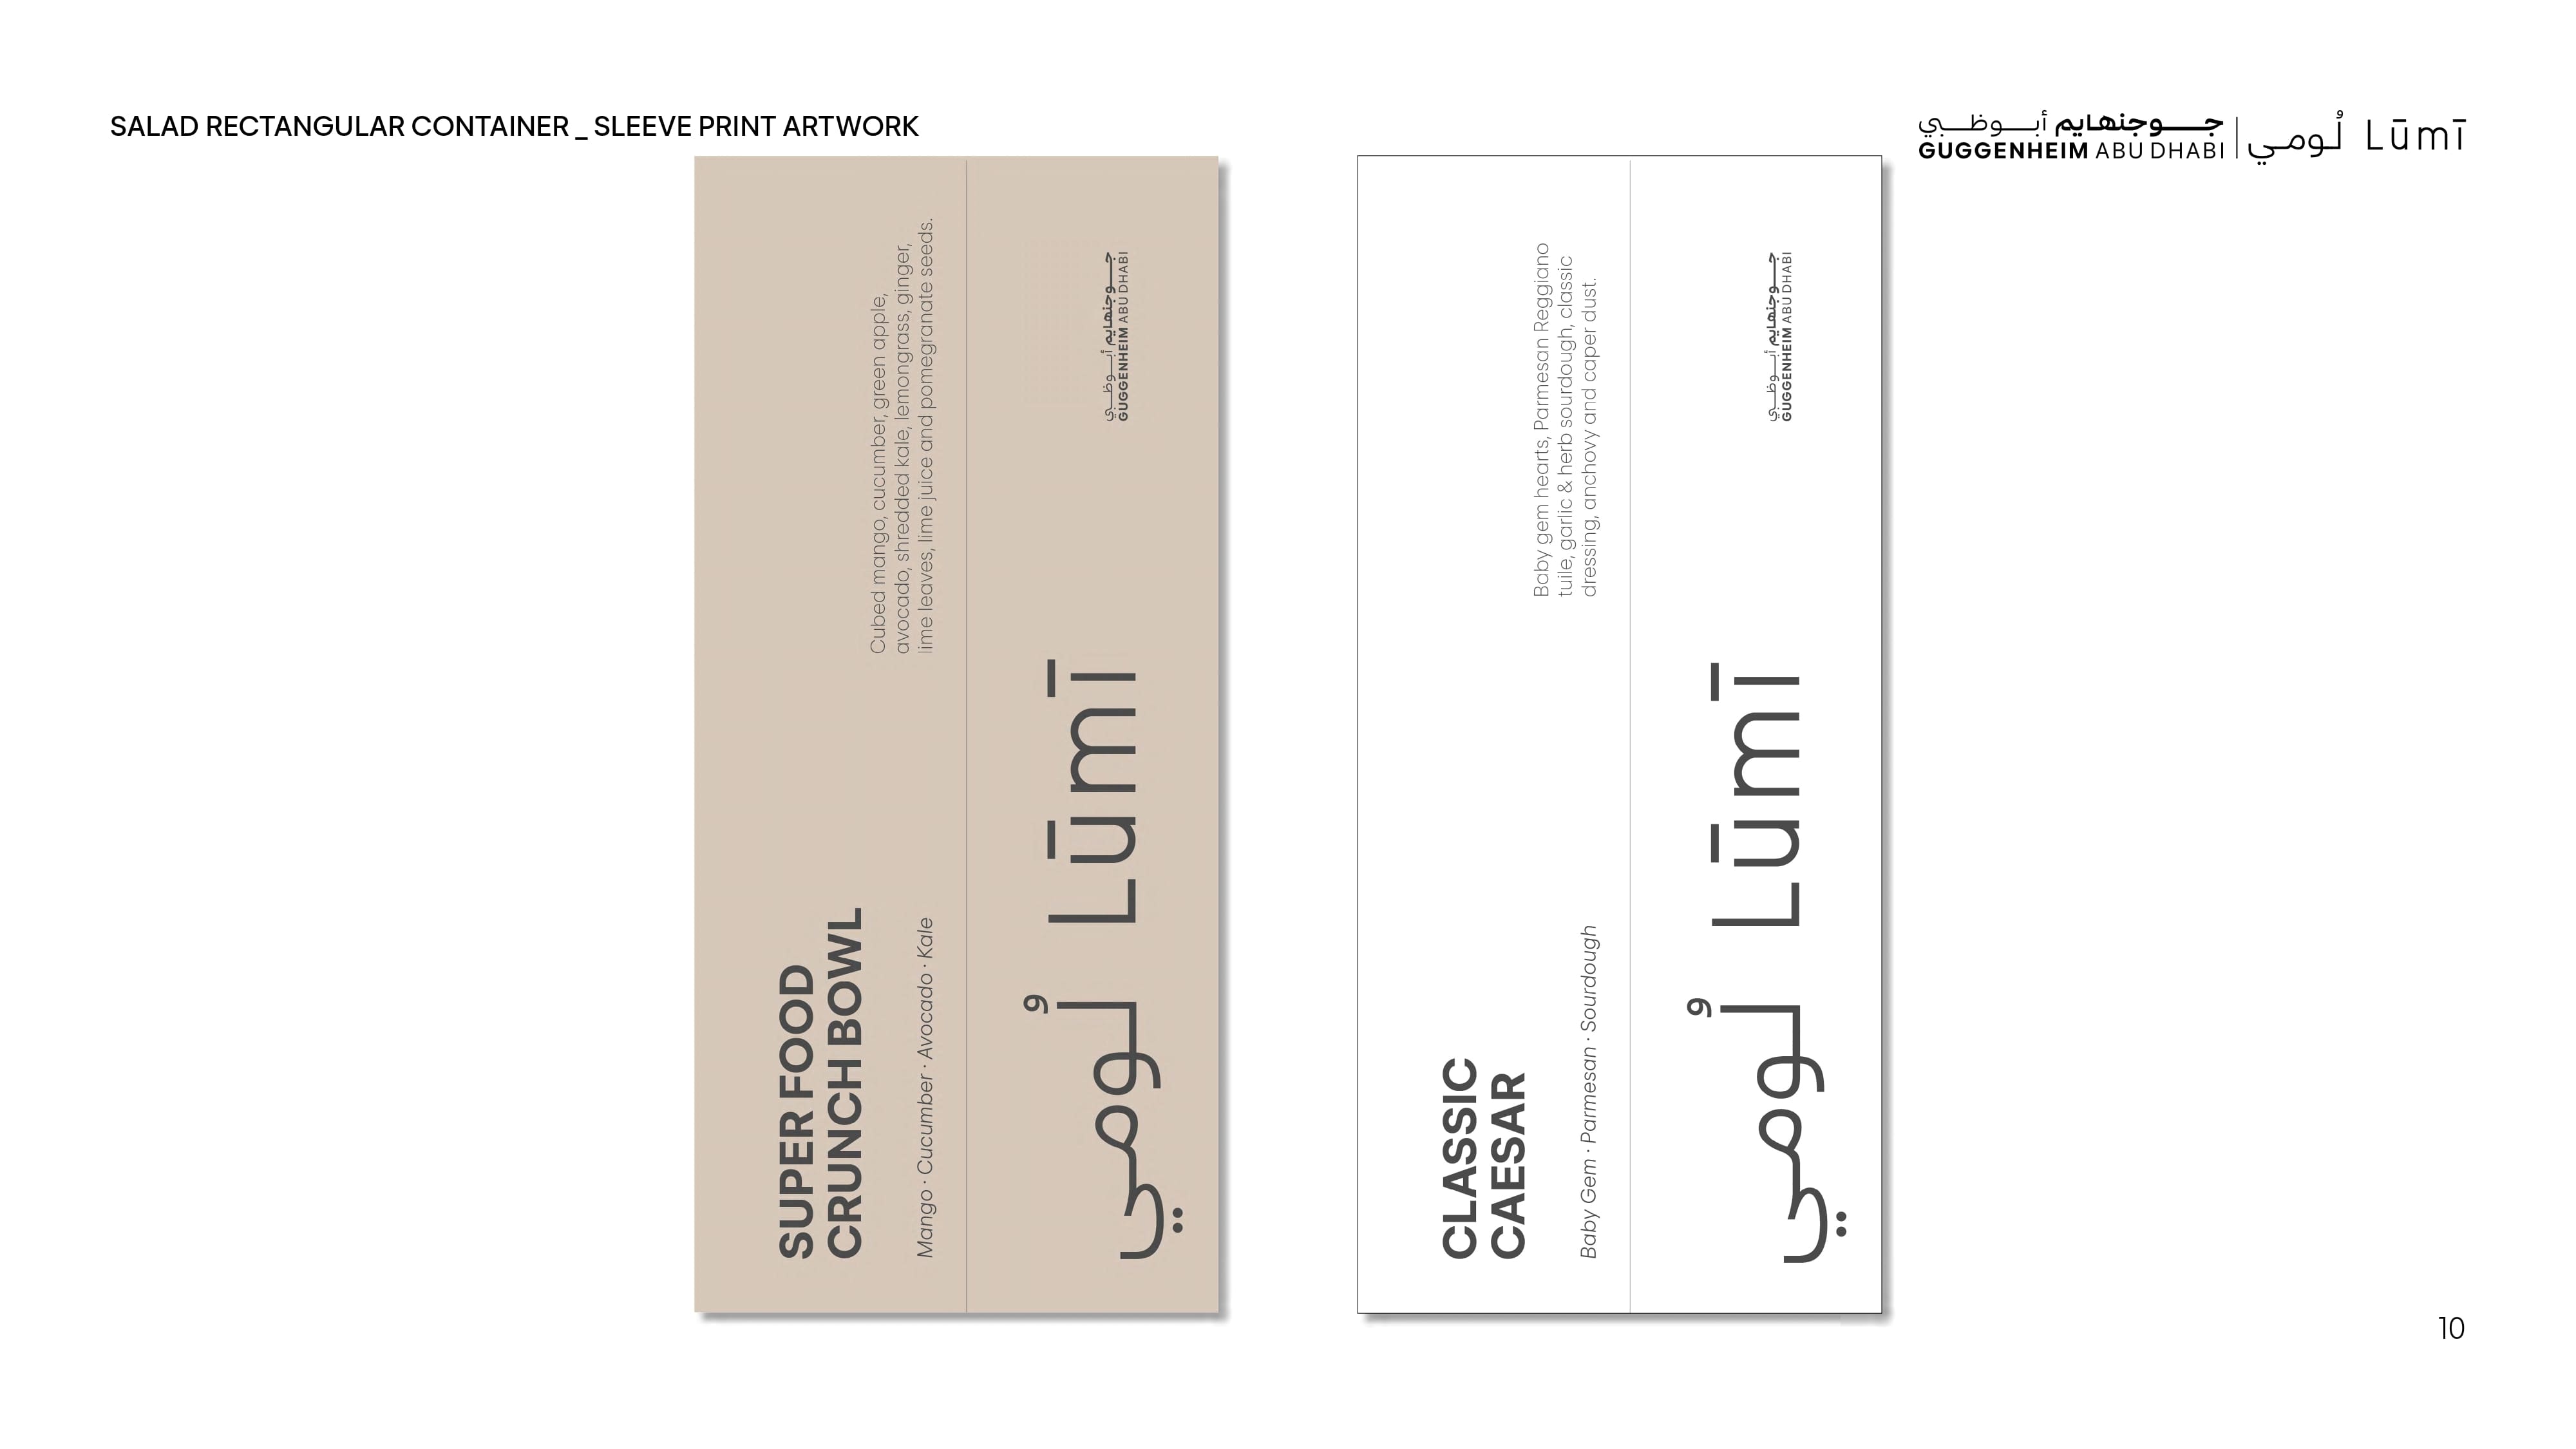 SALAD RECTANGULAR CONTAINER _ SLEEVE PRINT ARTWORK
جـــوجنهايم أبـــوظـــبي
GUGGENHEIM ABU DHABI
لُومي Lūmī
SUPER FOOD
CRUNCH BOWL
Mango · Cucumber · Avocado · Kale
Cubed mango, cucumber, green apple,
avocado, shredded kale, lemongrass, ginger,
lime leaves, lime juice and pomegranate seeds.
لُومي Lūmī
جـــوجنهايم أبـــوظـــبي
GUGGENHEIM ABU DHABI
CLASSIC
CAESAR
Baby Gem · Parmesan · Sourdough
Baby gem hearts, Parmesan Reggiano
tuile, garlic & herb sourdough, classic
dressing, anchovy and caper dust.
لُومي Lūmī
جـــوجنهايم أبـــوظـــبي
GUGGENHEIM ABU DHABI
10